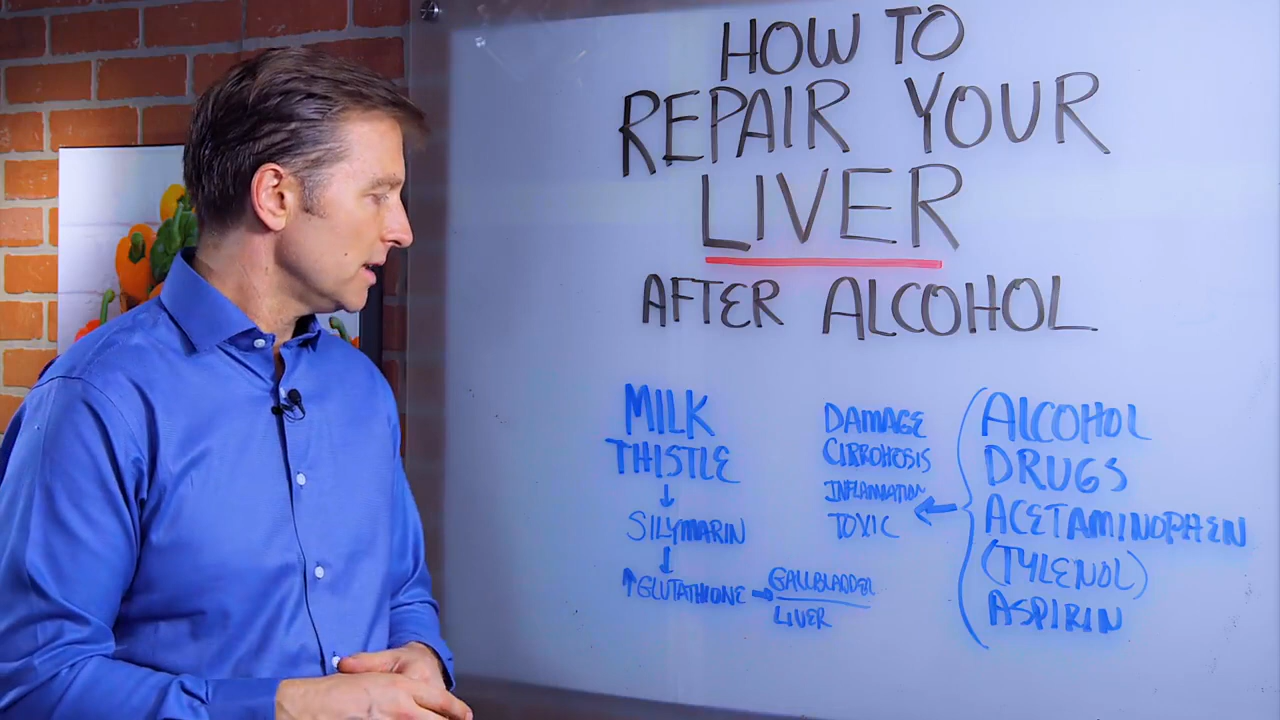 HOW TO
REPAIR YOUR
LIVER
AFTER ALCOHOL
MILK
THISTLE
↓
SILYMARIN
↓
↑GLUTATHIONE → GALLBLADDER
LIVER
DAMAGE
CIRROHOSIS
INFLAMMATION
TOXIC
ALCOHOL
DRUGS
ACETAMINOPHEN
(TYLENOL)
ASPIRIN